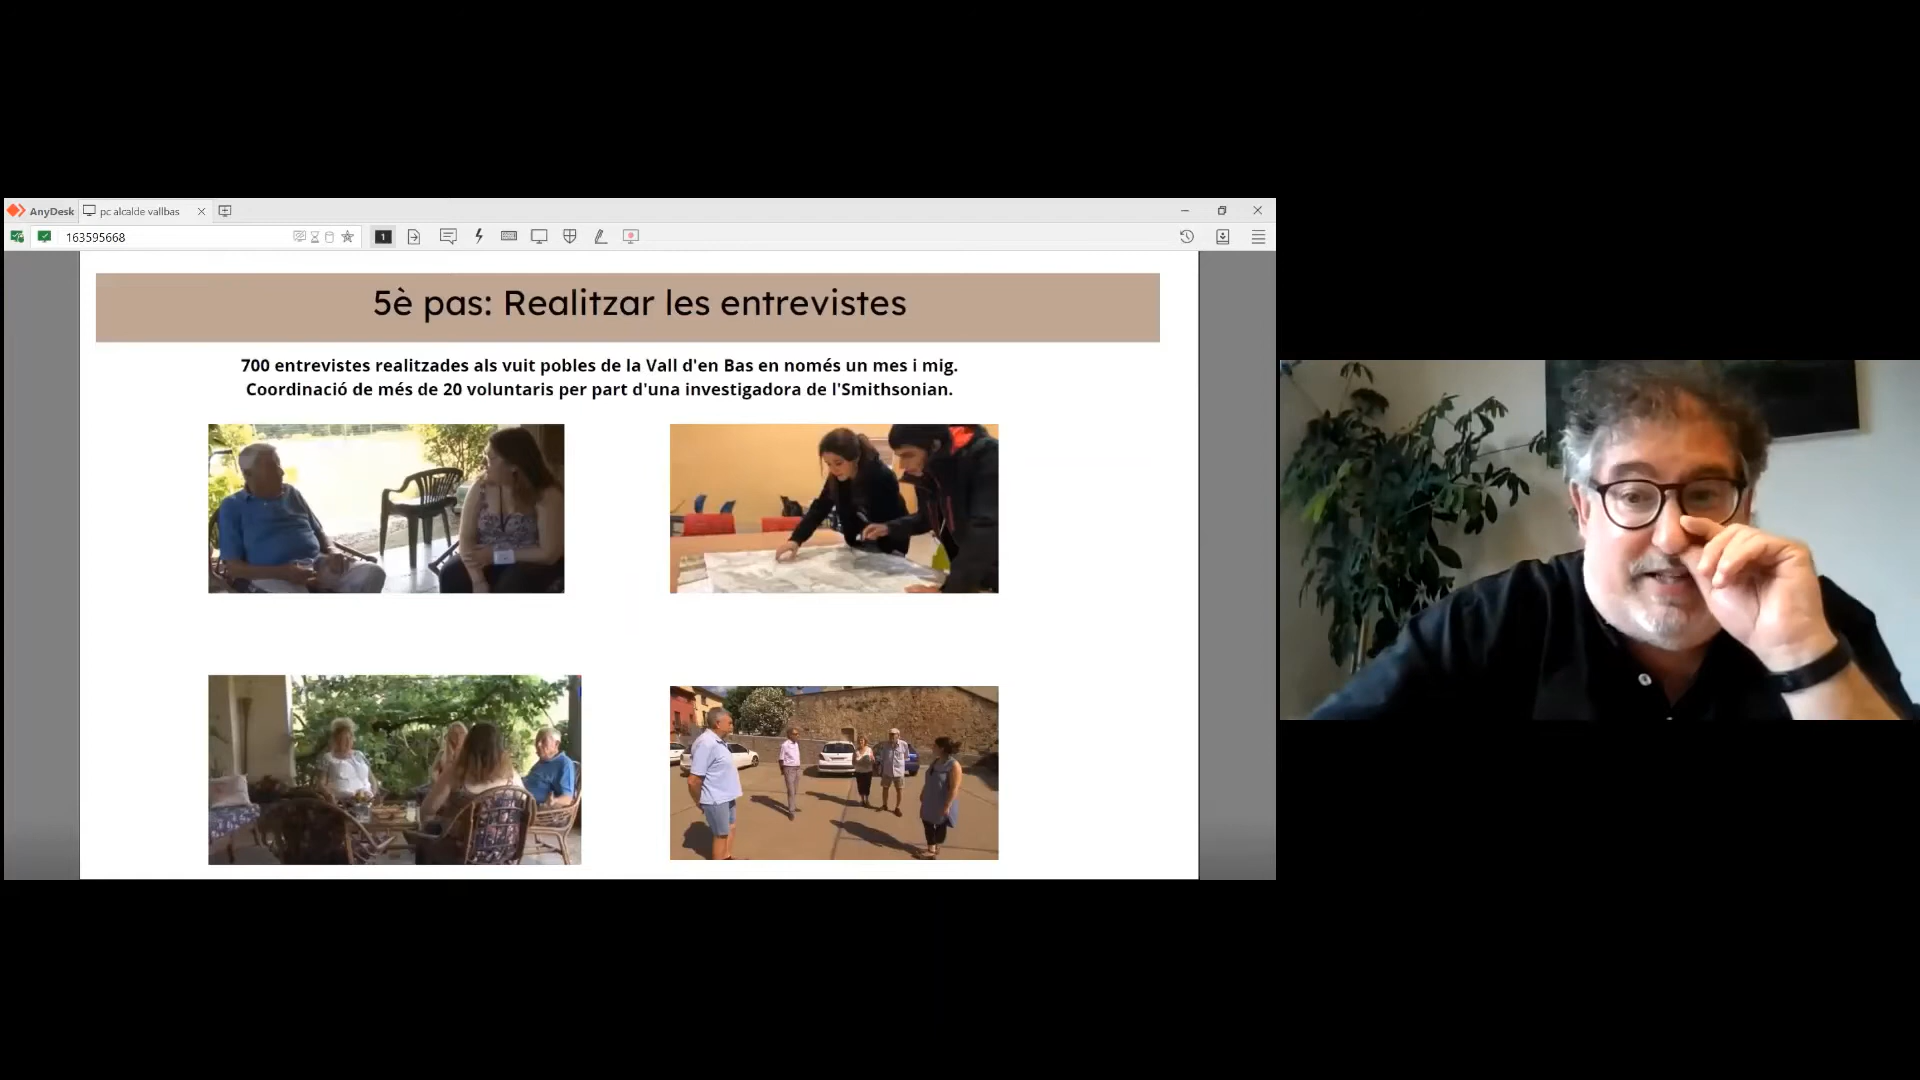 AnyDesk
pc alcalde vallbas
163595668
1
5è pas: Realitzar les entrevistes
700 entrevistes realitzades als vuit pobles de la Vall d'en Bas en només un mes i mig.
Coordinació de més de 20 voluntaris per part d'una investigadora de l'Smithsonian.